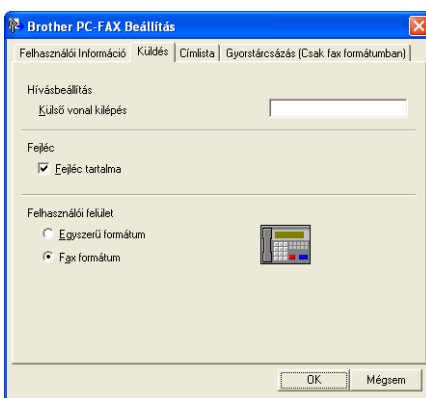 Brother PC-FAX Beállítás
Felhasználói Információ Küldés Címlista Gyorstárcsázás (Csak fax formátumban)
Hívásbeállítás
Külső vonal kilépés
Fejléc
Fejléc tartalma
Felhasználói felület
Egyszerű formátum
Fax formátum
OK Mégsem